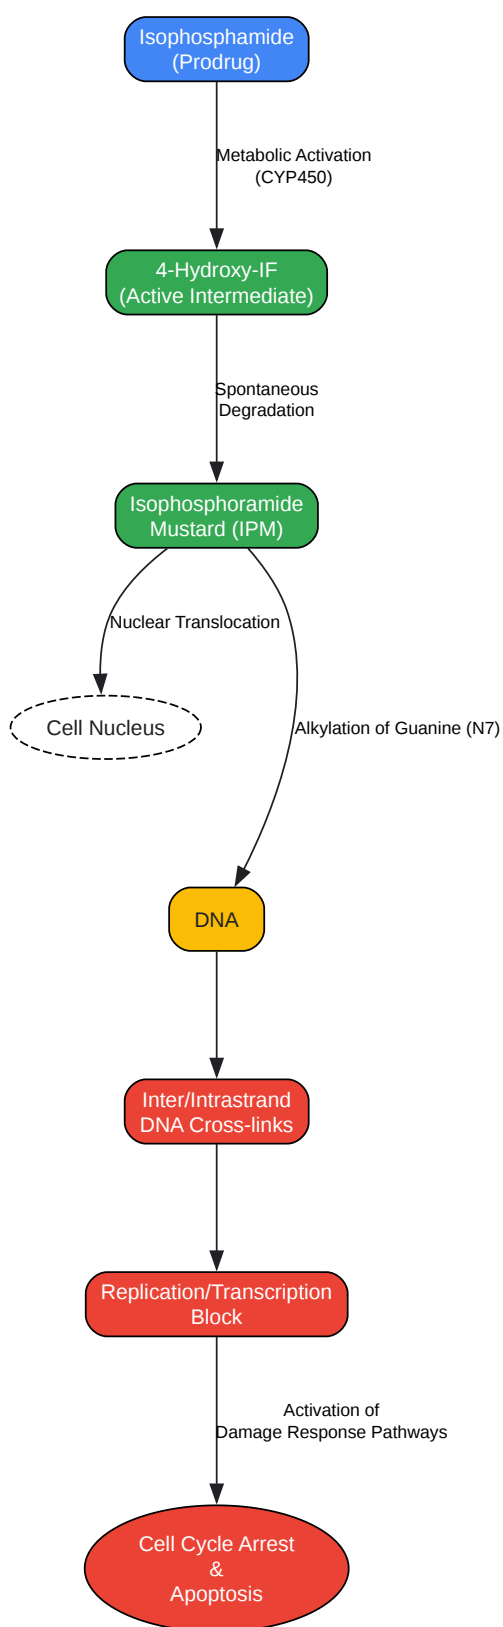 Isophosphamide
(Prodrug)
Metabolic Activation
(CYP450)
4-Hydroxy-IF
(Active Intermediate)
Spontaneous
Degradation
Isophosphoramide
Mustard (IPM)
Nuclear Translocation
Cell Nucleus
Alkylation of Guanine (N7)
DNA
Inter/Intrastrand
DNA Cross-links
Replication/Transcription
Block
Activation of
Damage Response Pathways
Cell Cycle Arrest
&
Apoptosis